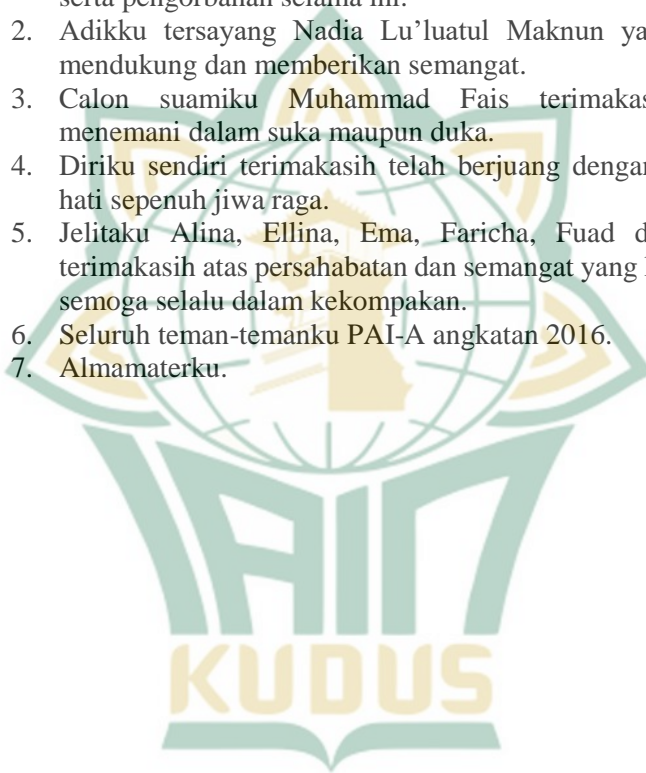 serta pengorbanan selama ini.
2. Adikku tersayang Nadia Lu’luatul Maknun
mendukung dan memberikan semangat.
3. Calon suamiku Muhammad Fais
menemani dalam suka maupun duka.
4. Diriku sendiri terimakasih telah berjuang
hati sepenuh jiwa raga.
5. Jelitaku Alina, Ellina, Ema, Faricha, Fuad
terimakasih atas persahabatan dan semangat yang
semoga selalu dalam kekompakan.
6. Seluruh teman-temanku PAI-A angkatan 2016.
7. Almamaterku.
IAIN
KUDUS